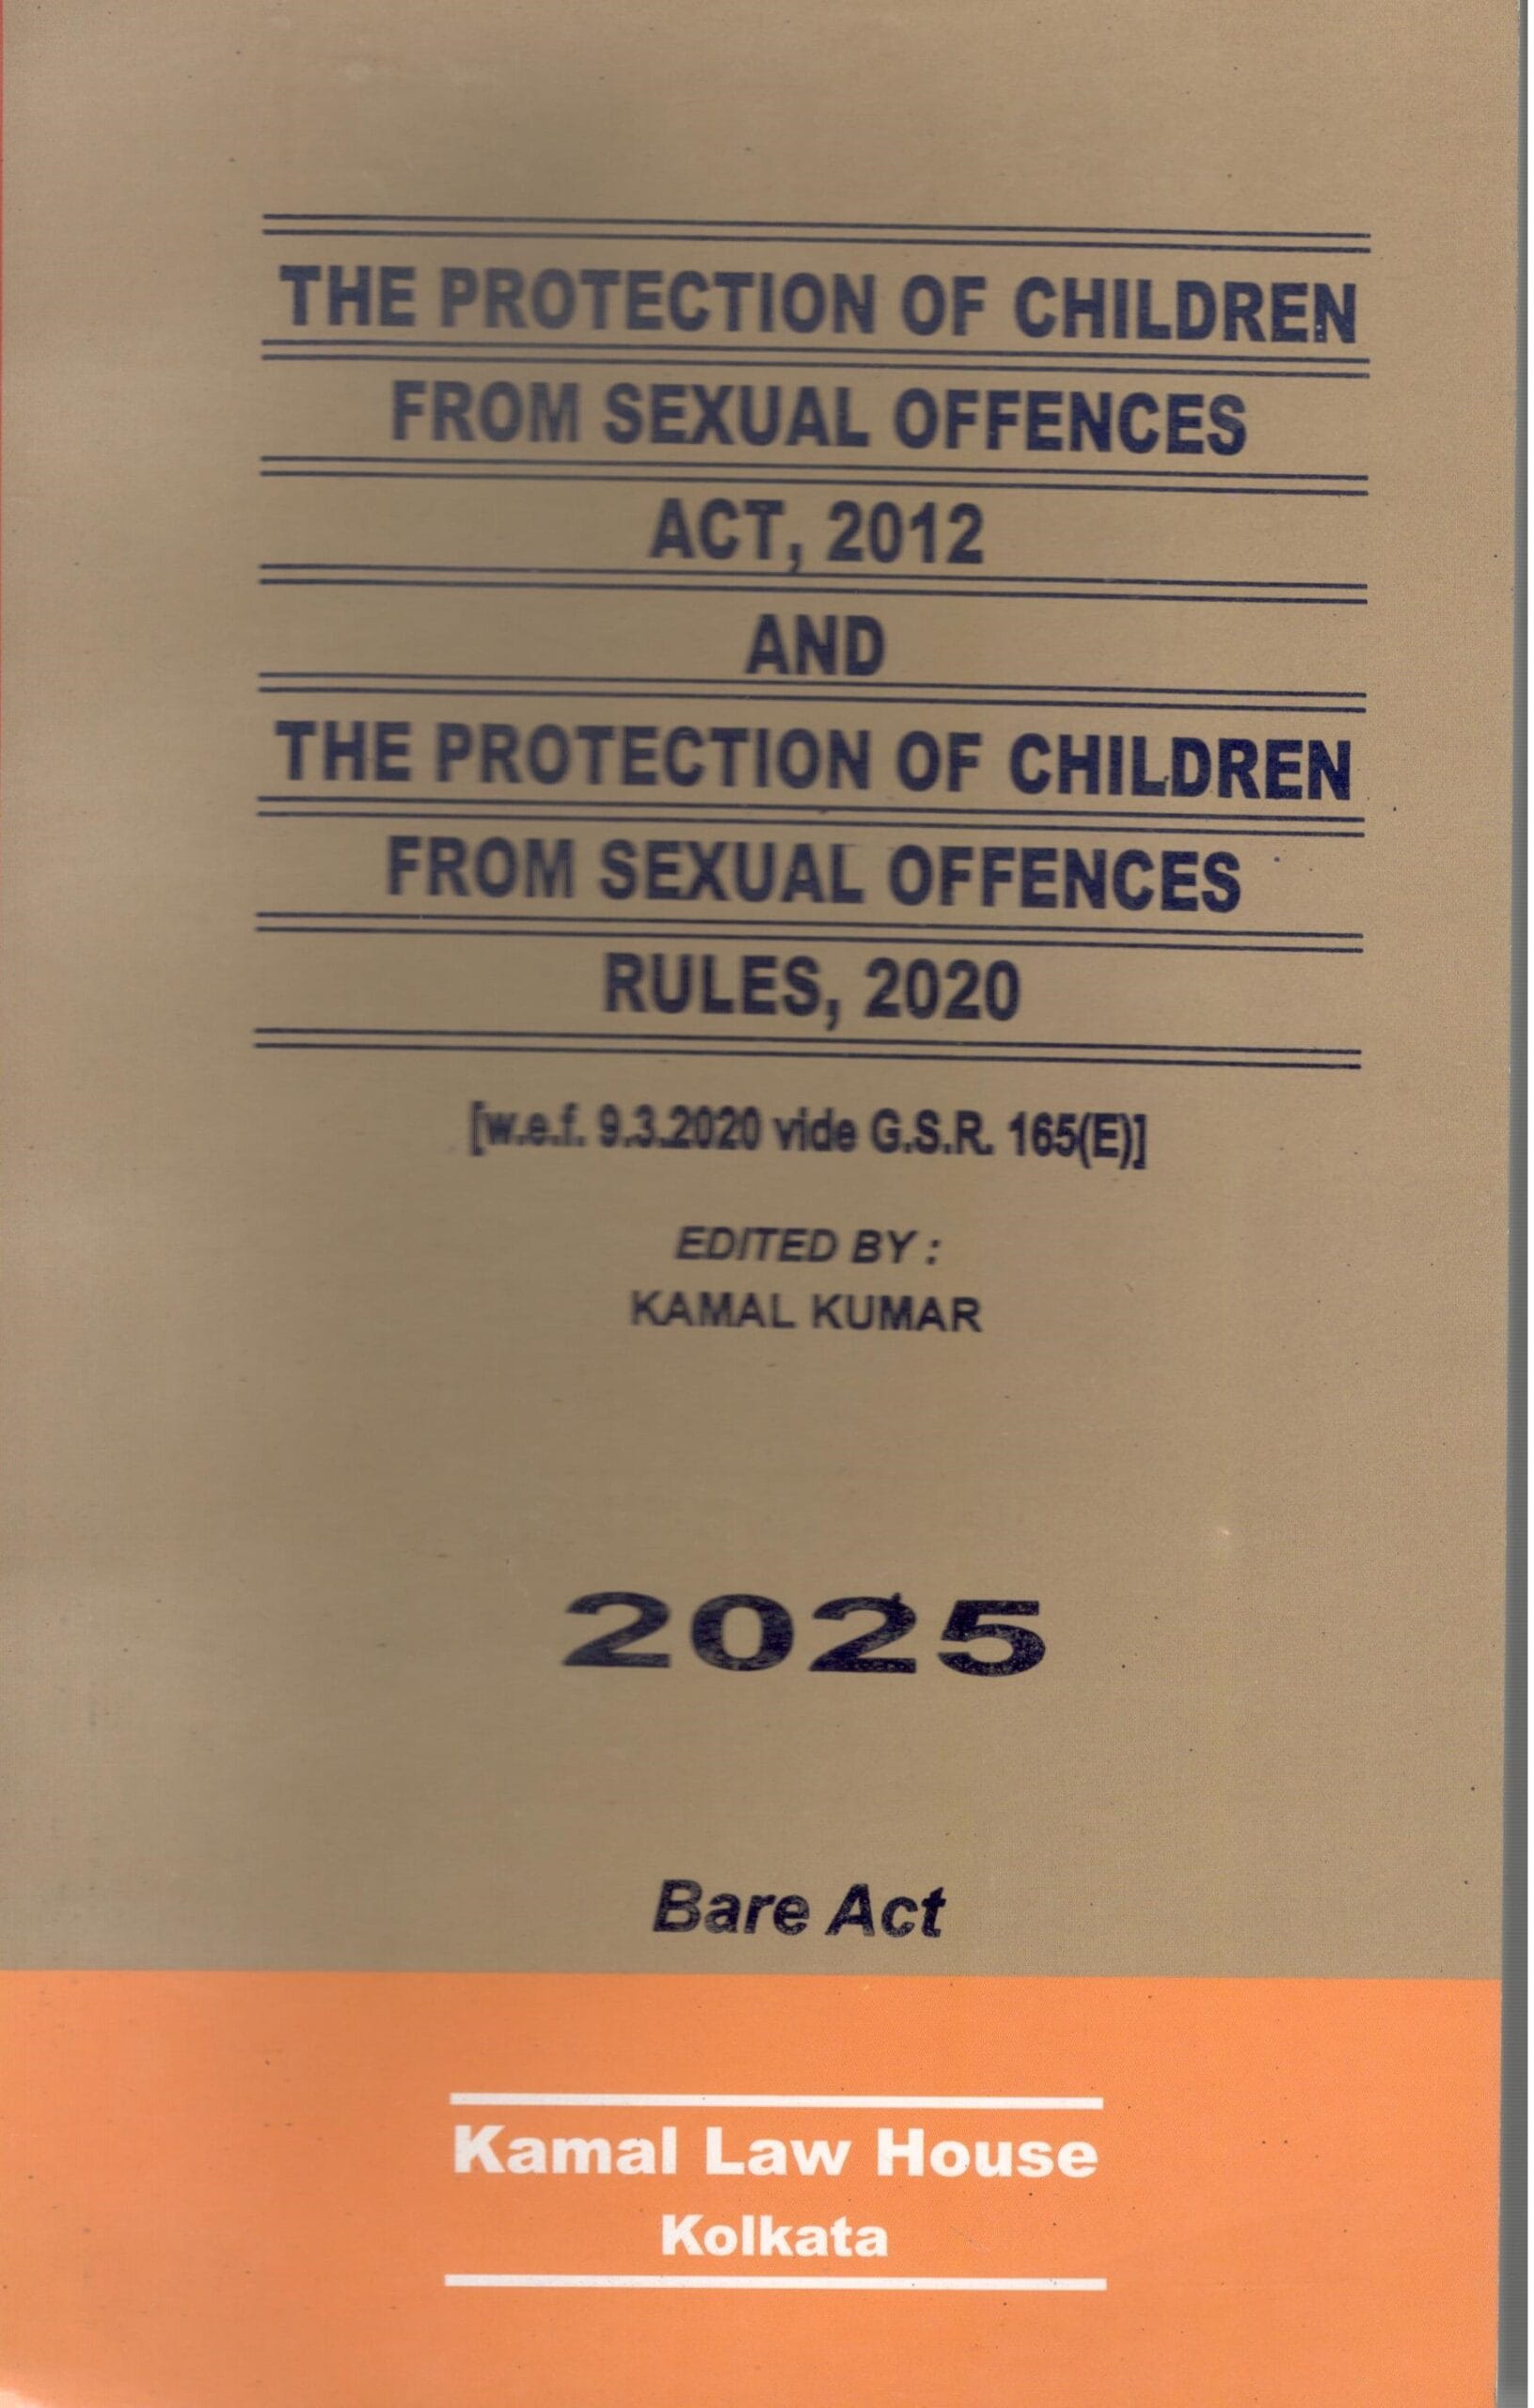 THE PROTECTION OF CHILDREN
FROM SEXUAL OFFENCES
ACT, 2012
AND
THE PROTECTION OF CHILDREN
FROM SEXUAL OFFENCES
RULES, 2020
[w.e.f. 9.3.2020 vide G.S.R. 165(E)]
EDITED BY :
KAMAL KUMAR
2025
Bare Act
Kamal Law House
Kolkata